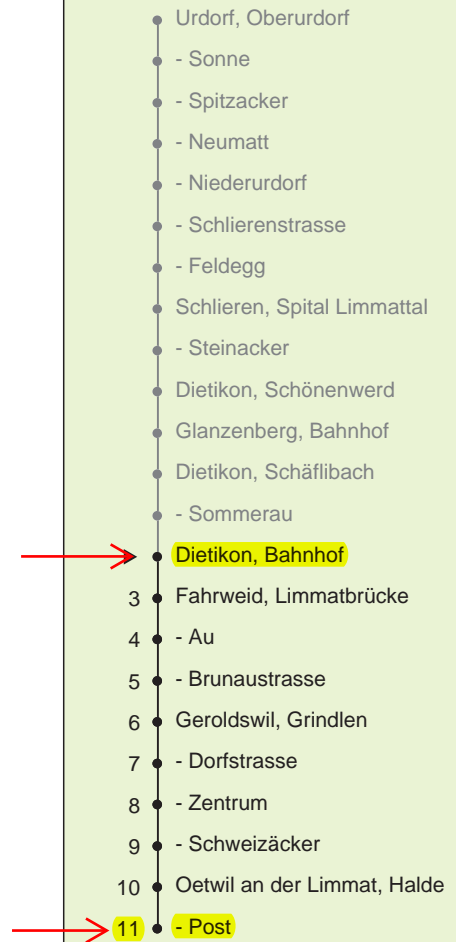 Urdorf, Oberurdorf
- Sonne
- Spitzacker
- Neumatt
- Niederurdorf
- Schlierenstrasse
- Feldegg
Schlieren, Spital Limmattal
- Steinacker
Dietikon, Schönenwerd
Glanzenberg, Bahnhof
Dietikon, Schäflibach
- Sommerau
Dietikon, Bahnhof
3 Fahrweid, Limmatbrücke
4 - Au
5 - Brunaustrasse
6 Geroldswil, Grindlen
7 - Dorfstrasse
8 - Zentrum
9 - Schweizäcker
10 Oetwil an der Limmat, Halde
11 - Post